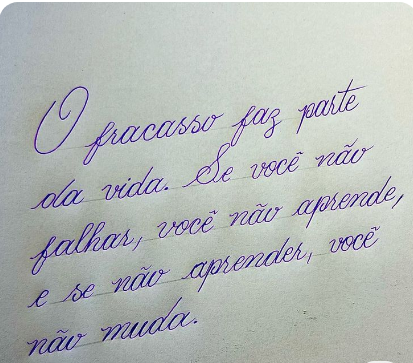 O fracasso faz parte
da vida. Se você não
falhar, você não aprende,
e se não aprender, você
não muda.